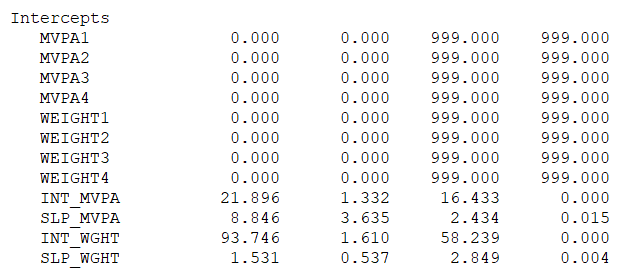 Intercepts
MVPA1 0.000 0.000 999.000 999.000
MVPA2 0.000 0.000 999.000 999.000
MVPA3 0.000 0.000 999.000 999.000
MVPA4 0.000 0.000 999.000 999.000
WEIGHT1 0.000 0.000 999.000 999.000
WEIGHT2 0.000 0.000 999.000 999.000
WEIGHT3 0.000 0.000 999.000 999.000
WEIGHT4 0.000 0.000 999.000 999.000
INT_MVPA 21.896 1.332 16.433 0.000
SLP_MVPA 8.846 3.635 2.434 0.015
INT_WGHT 93.746 1.610 58.239 0.000
SLP_WGHT 1.531 0.537 2.849 0.004